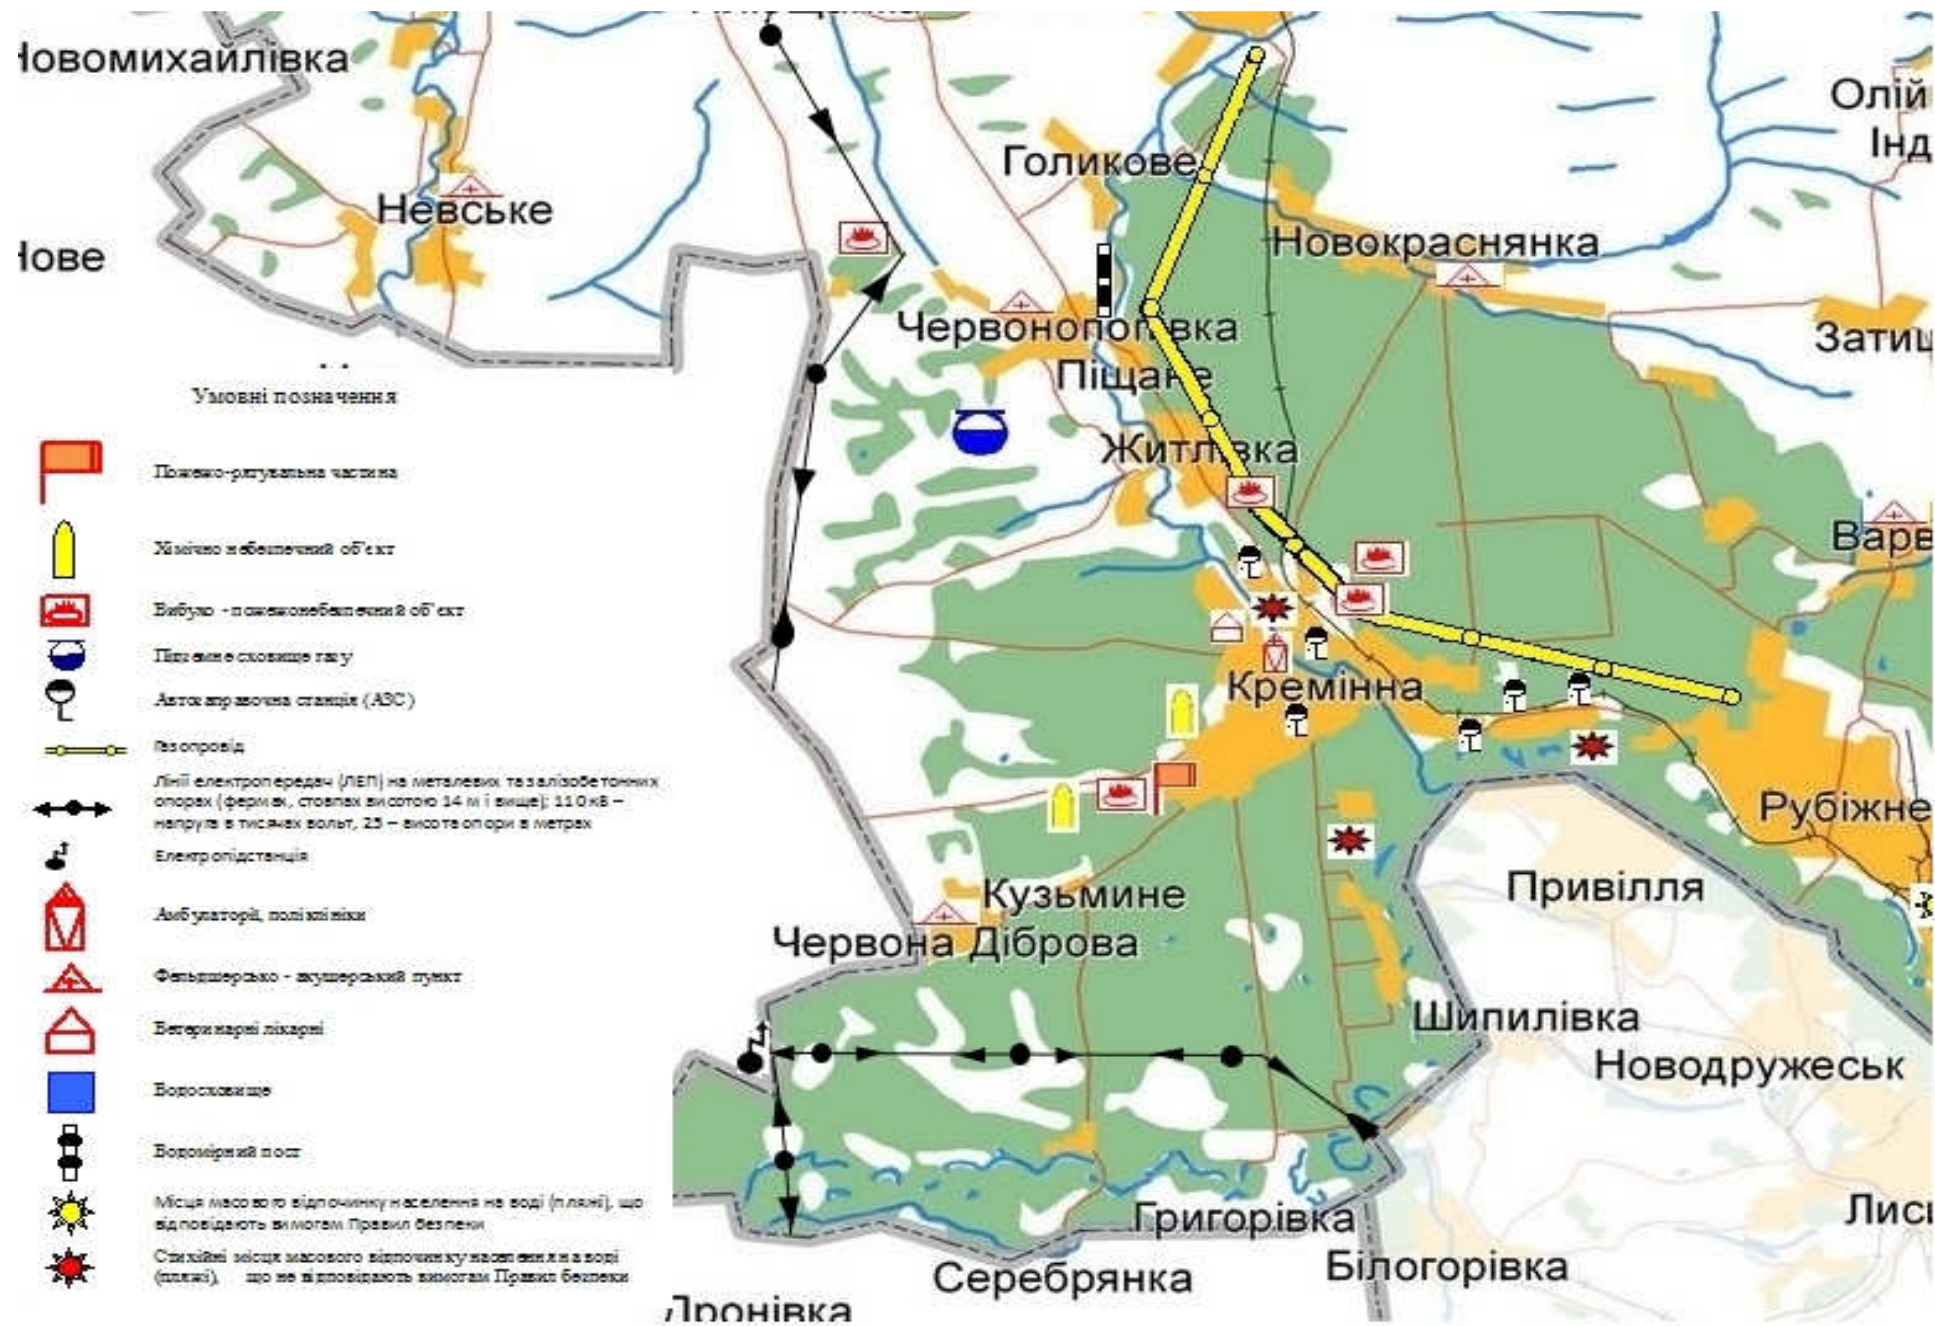 Новомихайлівка
Олій
Інд
Голикове
Невське
Новокраснянка
Нове
Червонопопівка
Затиш
Піщане
Умовні позначення
Житлівка
Пожежо-рятувальна частина
Варв
Хімічно небезпечний об'єкт
Вибухо - пожежонебезпечний об'єкт
Підземне сховище газу
Кремінна
Автозаправочна станція (АЗС)
Газопровід
Лінії електропередач (ЛЕП) на металевих та залізобетонних
опорах (фермах, стовпах висотою 14 м і вище); 110 кВ –
напруга в тисячах вольт, 25 – висота опори в метрах
Рубіжне
Електропідстанція
Привілля
Кузьмине
Амбулаторії, поліклініки
Червона Діброва
Фельдшерсько - акушерський пункт
Шипилівка
Ветеринарні лікарні
Новодружеськ
Водосховище
Водомірний пост
Місця масового відпочинку населення на воді (пляжі), що
відповідають вимогам Правил безпеки
Григорівка
Лиси
Стихійні місця масового відпочинку населення на воді
(пляжі), що не відповідають вимогам Правил безпеки
Білогорівка
Серебрянка
Дронівка